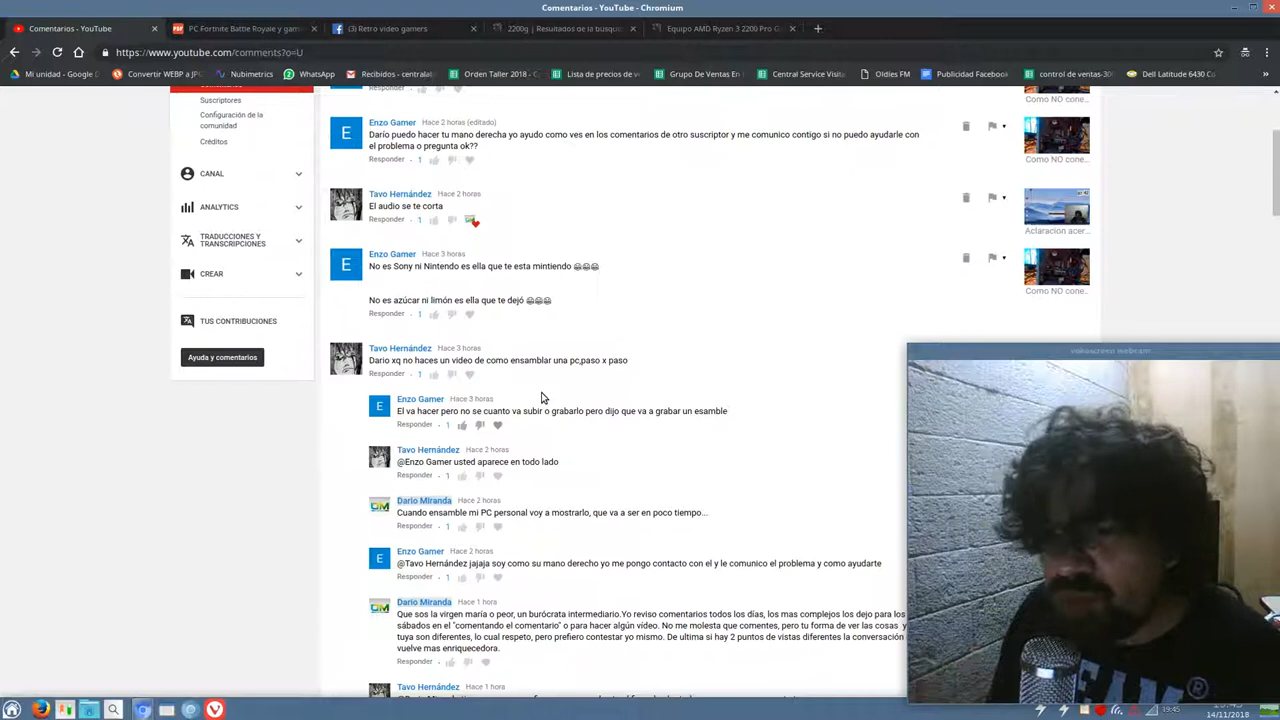 Comentarios - YouTube - Chromium
Comentarios - YouTube
PC Fortnite Battle Royale y gam
(3) Retro video gamers
2200g | Resultados de la búsque
Equipo AMD Ryzen 3 2200 Pro G
https://www.youtube.com/comments?o=U
Mi unidad - Google D
Convertir WEBP a JP
Nubimetrics
WhatsApp
Recibidos - centralal
Orden Taller 2018 - C
Lista de precios de v
Grupo De Ventas En
Central Service Visita
Oldies FM
Publicidad Facebook
control de ventas-30
Dell Latitude 6430 Co
»
Suscriptores
Configuración de la
comunidad
Créditos
CANAL
ANALYTICS
TRADUCCIONES Y
TRANSCRIPCIONES
CREAR
TUS CONTRIBUCIONES
Ayuda y comentarios
Responder
Como NO cone...
E
Enzo Gamer Hace 2 horas (editado)
Darío puedo hacer tu mano derecha yo ayudo como ves en los comentarios de otro suscriptor y me comunico contigo si no puedo ayudarle con
el problema o pregunta ok??
Responder · 1
Como NO cone...
Tavo Hernández Hace 2 horas
El audio se te corta
Responder · 1
Aclaracion acer...
E
Enzo Gamer Hace 3 horas
No es Sony ni Nintendo es ella que te esta mintiendo 😂😂😂
No es azúcar ni limón es ella que te dejó 😂😂😂
Responder · 1
Como NO cone...
Tavo Hernández Hace 3 horas
Dario xq no haces un video de como ensamblar una pc,paso x paso
Responder · 1
E
Enzo Gamer Hace 3 horas
El va hacer pero no se cuanto va subir o grabarlo pero dijo que va a grabar un esamble
Responder · 1
Tavo Hernández Hace 2 horas
@Enzo Gamer usted aparece en todo lado
Responder · 1
DM
Dario Miranda Hace 2 horas
Cuando ensamble mi PC personal voy a mostrarlo, que va a ser en poco tiempo...
Responder · 1
E
Enzo Gamer Hace 2 horas
@Tavo Hernández jajaja soy como su mano derecho yo me pongo contacto con el y le comunico el problema y como ayudarte
Responder · 1
DM
Dario Miranda Hace 1 hora
Que sos la virgen maría o peor, un burócrata intermediario.Yo reviso comentarios todos los días, los mas complejos los dejo para los
sábados en el "comentando el comentario" o para hacer algún vídeo. No me molesta que comentes, pero tu forma de ver las cosas y
tuya son diferentes, lo cual respeto, pero prefiero contestar yo mismo. De ultima si hay 2 puntos de vistas diferentes la conversación
vuelve mas enriquecedora.
Responder
Tavo Hernández Hace 1 hora
vokoscreen webcam
19:45
14/11/2018